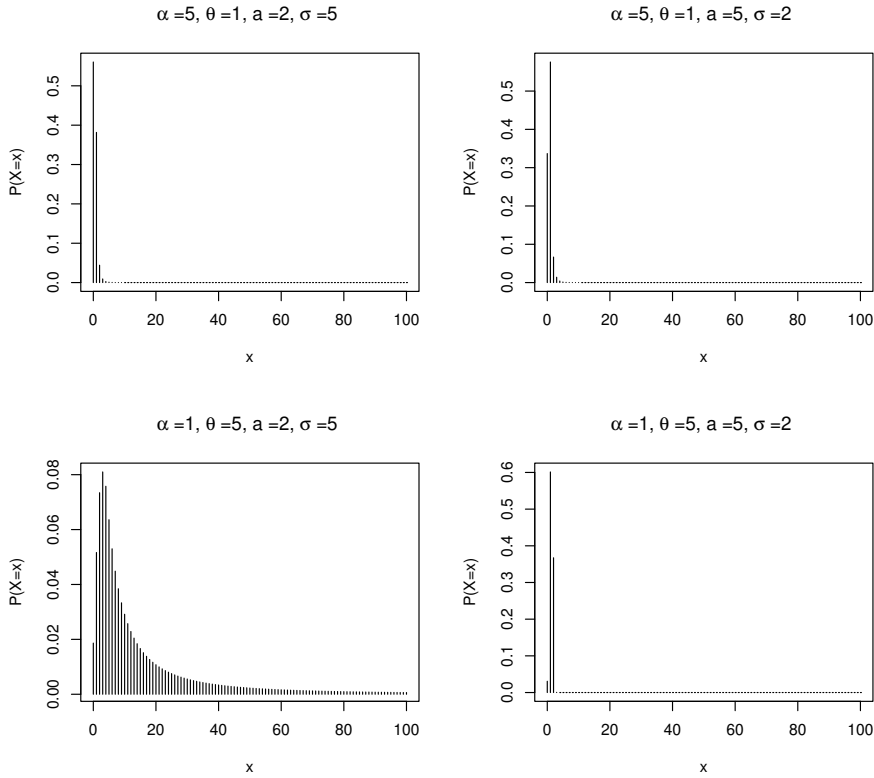 α =5, θ =1, a =2, σ =5
P(X=x)
0.0 0.1 0.2 0.3 0.4 0.5
0 20 40 60 80 100
x
α =5, θ =1, a =5, σ =2
P(X=x)
0.0 0.1 0.2 0.3 0.4 0.5
0 20 40 60 80 100
x
α =1, θ =5, a =2, σ =5
P(X=x)
0.00 0.02 0.04 0.06 0.08
0 20 40 60 80 100
x
α =1, θ =5, a =5, σ =2
P(X=x)
0.0 0.1 0.2 0.3 0.4 0.5 0.6
0 20 40 60 80 100
x